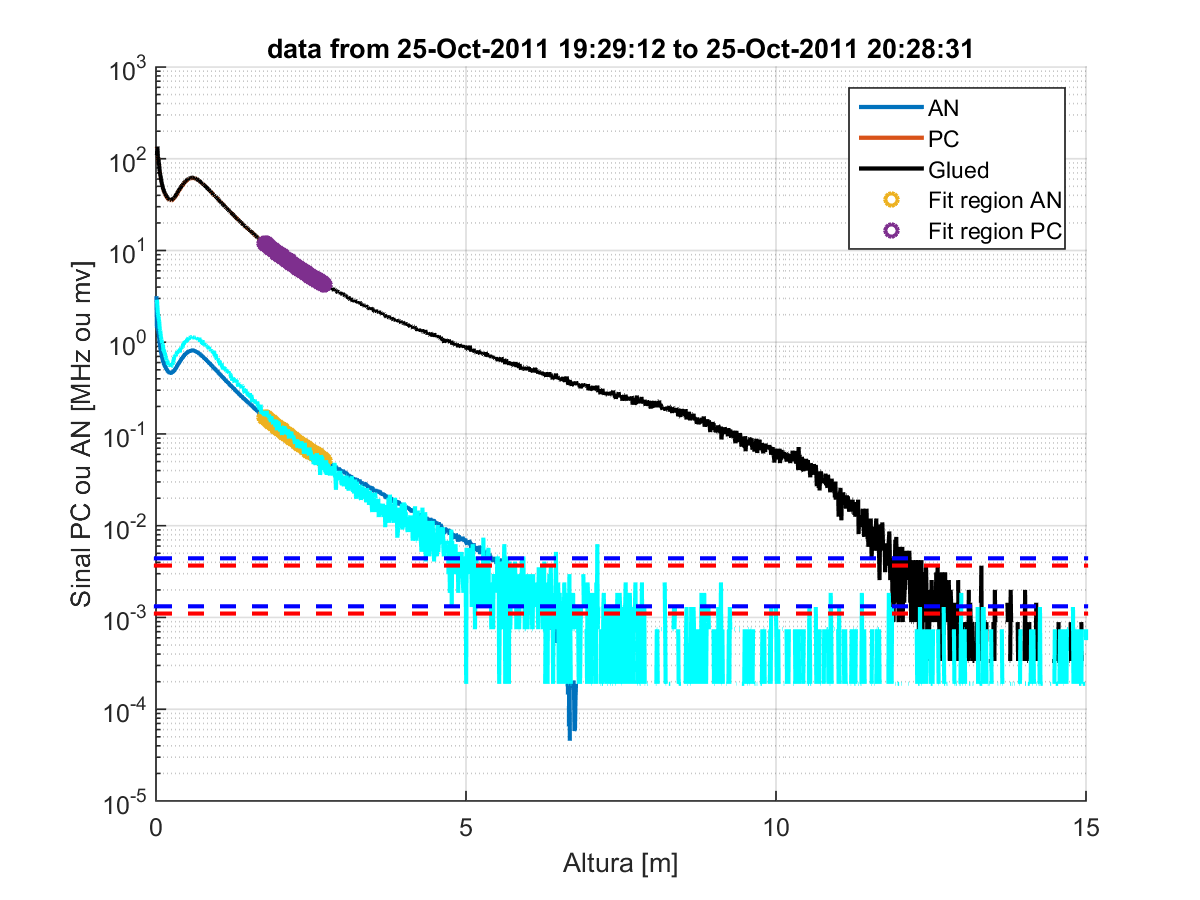 data from 25-Oct-2011 19:29:12 to 25-Oct-2011 20:28:31
10^3
10^2
10^1
10^0
10^-1
10^-2
10^-3
10^-4
10^-5
Sinal PC ou AN [MHz ou mv]
AN
PC
Glued
Fit region AN
Fit region PC
0
5
10
15
Altura [m]